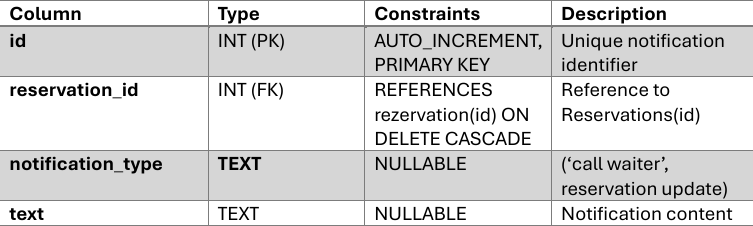 Column Type Constraints Description
id INT (PK) AUTO_INCREMENT, Unique notification
PRIMARY KEY identifier
reservation_id INT (FK) REFERENCES Reference to
rezervation(id) ON Reservations(id)
DELETE CASCADE
notification_type TEXT NULLABLE (‘call waiter’,
reservation update)
text TEXT NULLABLE Notification content